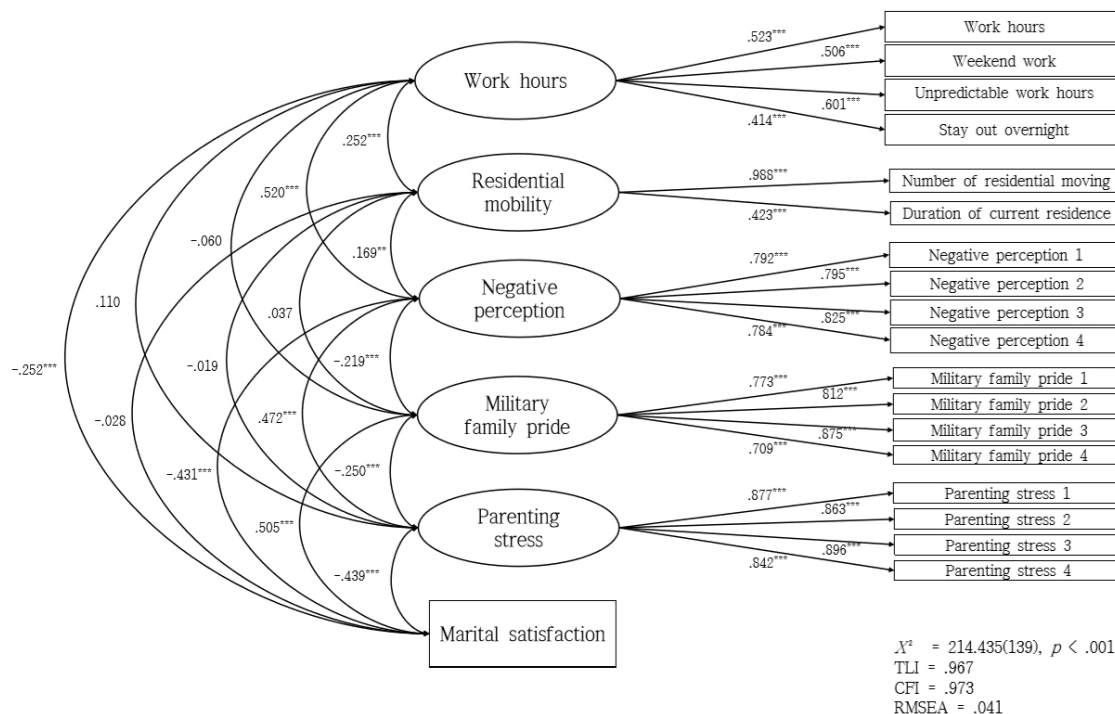 Work hours
Residential
mobility
Negative
perception
Military
family pride
Parenting
stress
Marital satisfaction
.252***
.520***
-.060
.169**
.110
.037
-.252***
-.019
-.219***
-.028
.472***
-.431***
-.250***
.505***
-.439***
.523***
.506***
.601***
.414***
.988***
.423***
.792***
.795***
.825***
.784***
.773***
812***
.875***
.709***
.877***
.863***
.896***
.842***
Work hours
Weekend work
Unpredictable work hours
Stay out overnight
Number of residential moving
Duration of current residence
Negative perception 1
Negative perception 2
Negative perception 3
Negative perception 4
Military family pride 1
Military family pride 2
Military family pride 3
Military family pride 4
Parenting stress 1
Parenting stress 2
Parenting stress 3
Parenting stress 4
X² = 214.435(139), p < .001
TLI = .967
CFI = .973
RMSEA = .041